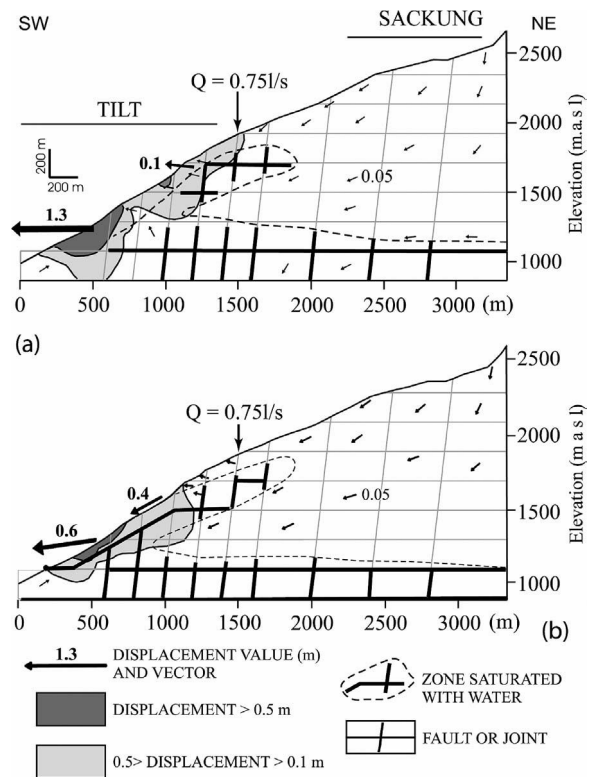 SW
SACKUNG
NE
2500
Q = 0.75l/s
TILT
2000
200 m
200 m
0.1
0.05
1500
1.3
1000
Elevation (m.a.s l)
0 500 1000 1500 2000 2500 3000 (m)
(a)
2500
Q = 0.75l/s
2000
0.4
0.05
1500
0.6
1000
Elevation (m a s l)
0 500 1000 1500 2000 2500 3000 (m)
(b)
1.3
DISPLACEMENT VALUE (m)
AND VECTOR
DISPLACEMENT > 0.5 m
0.5> DISPLACEMENT > 0.1 m
ZONE SATURATED
WITH WATER
FAULT OR JOINT